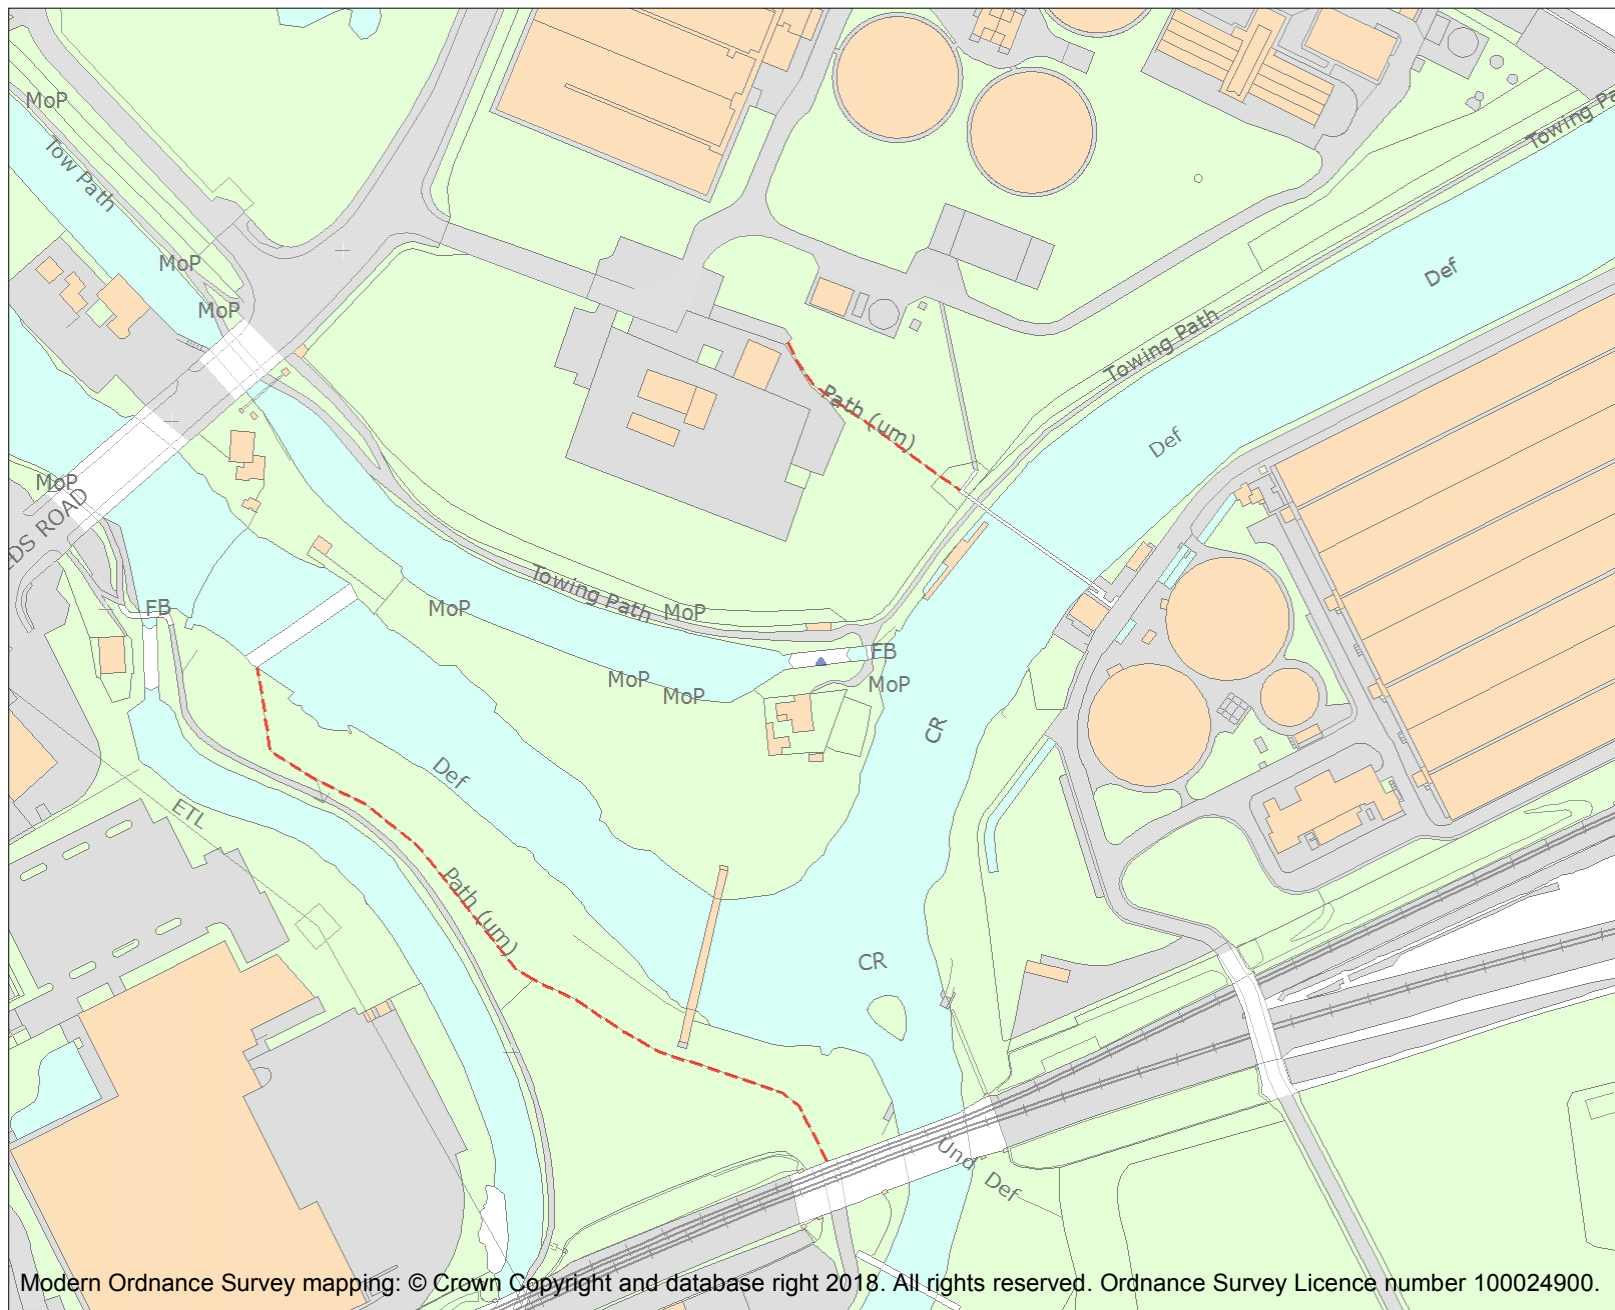 MoP
Towing Pa
Tow Path
MoP
Def
MoP
Towing Path
Path (um)
Def
MoP
DS ROAD
Towing Path
FB
MoP
MoP
FB
MoP
MoP
MoP
CR
Def
ETL
Path (um)
CR
Und
Def
Modern Ordnance Survey mapping: © Crown Copyright and database right 2018. All rights reserved. Ordnance Survey Licence number 100024900.